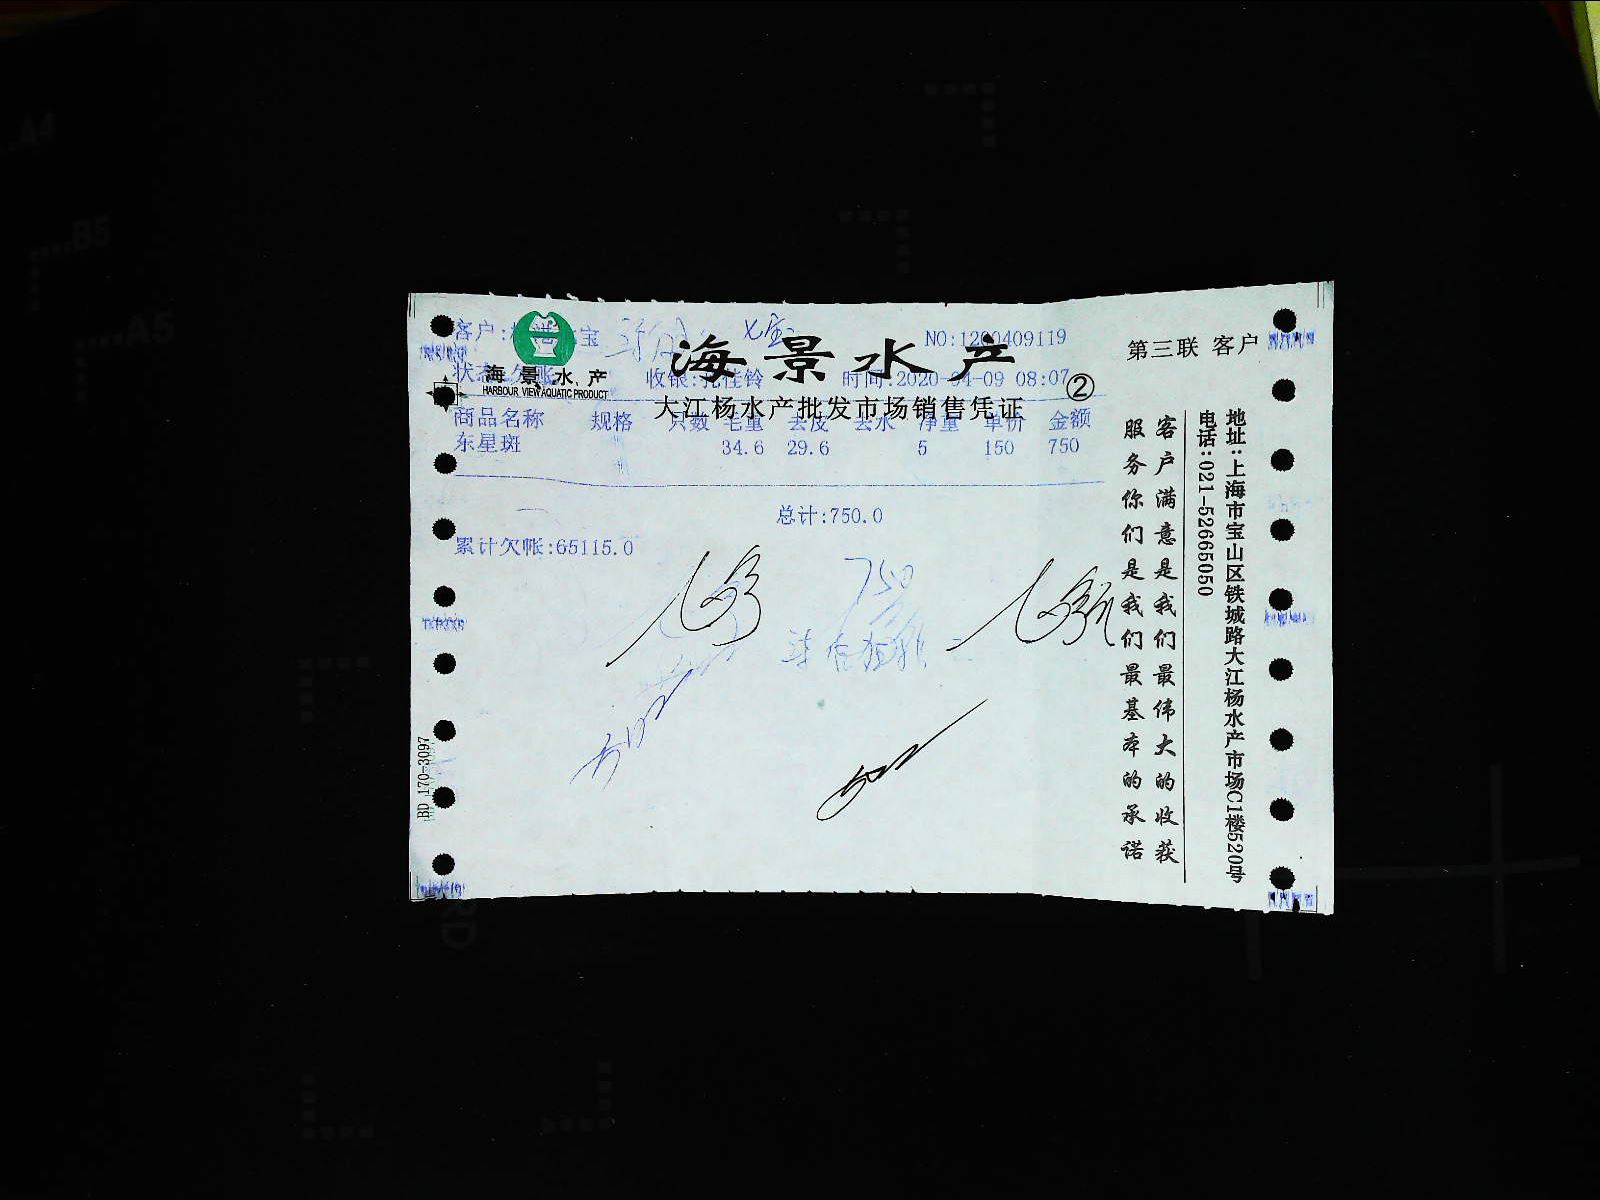 海景水产
HARBOUR VIEW AQUATIC PRODUCT
海景水产
大江杨水产批发市场销售凭证
②
第三联 客户
客户: 宝
七宝
NO:1200409119
收银: 佳铃
时间:2020-04-09 08:07
商品名称 规格 只数 毛重 去皮 去水 净重 单价 金额
东星斑 34.6 29.6 5 150 750
总计:750.0
累计欠帐:65115.0
750
客户满意是我们最伟大的收获
服务你们是我们最基本的承诺
地址:上海市宝山区铁城路大江杨水产市场C1楼520号
电话:021-52665050
BD 170-3097